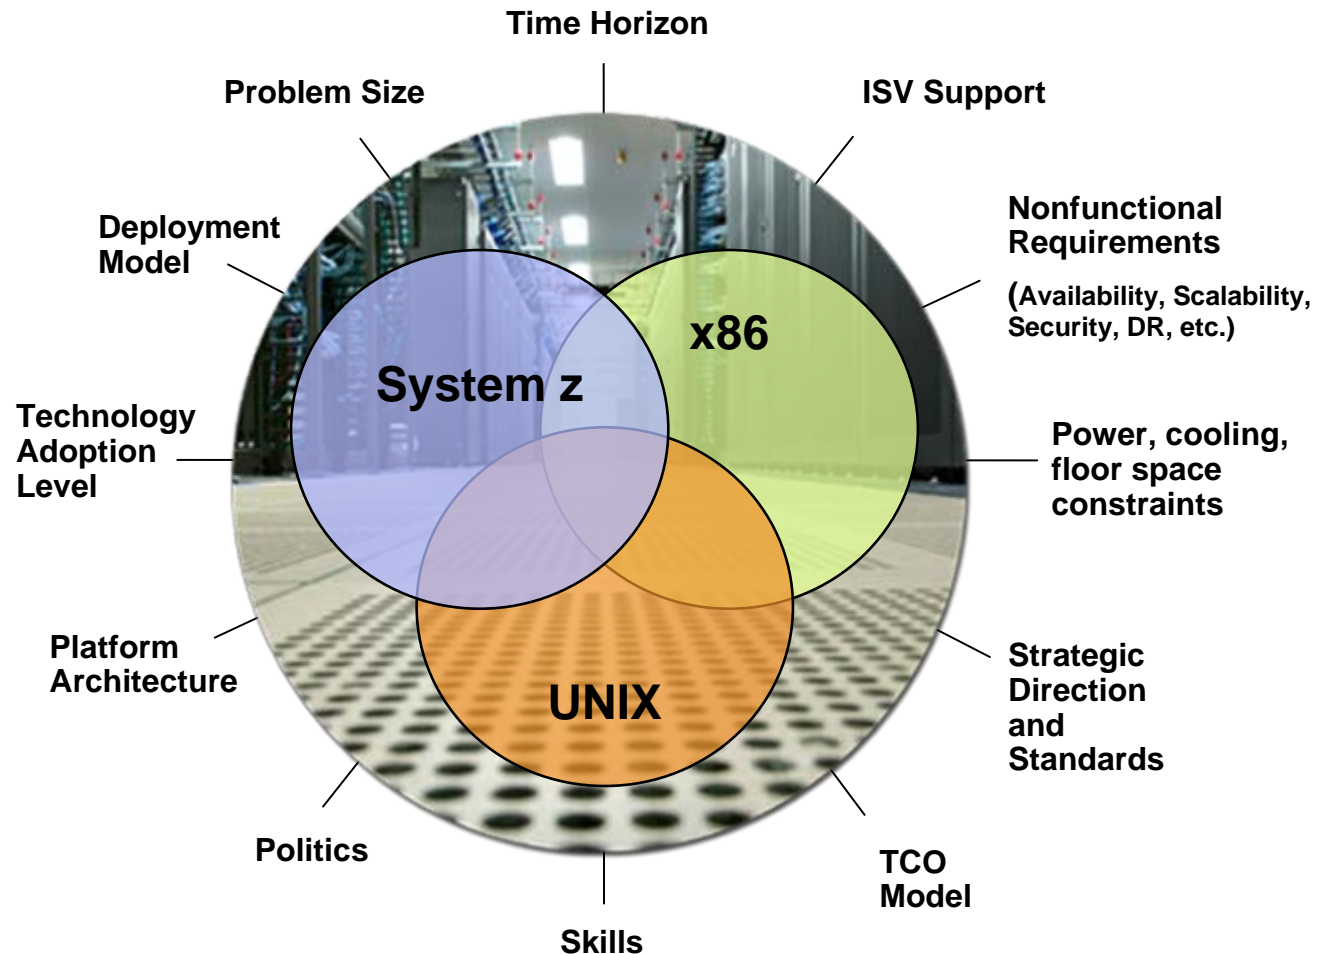 Time Horizon
Problem Size
ISV Support
Deployment
Model
Nonfunctional
Requirements
(Availability, Scalability,
Security, DR, etc.)
x86
System z
Technology
Adoption
Level
Power, cooling,
floor space
constraints
Platform
Architecture
Strategic
Direction
and
Standards
UNIX
Politics
TCO
Model
Skills